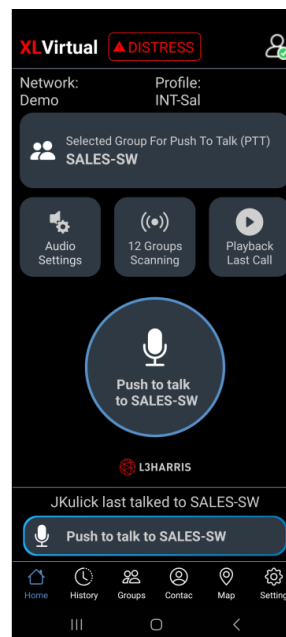 XLVirtual DISTRESS
Network: Profile:
Demo INT-Sal
Selected Group For Push To Talk (PTT)
SALES-SW
Audio Settings
12 Groups Scanning
Playback Last Call
Push to talk
to SALES-SW
L3HARRIS
JKulick last talked to SALES-SW
Push to talk to SALES-SW
Home History Groups Contac Map Setting